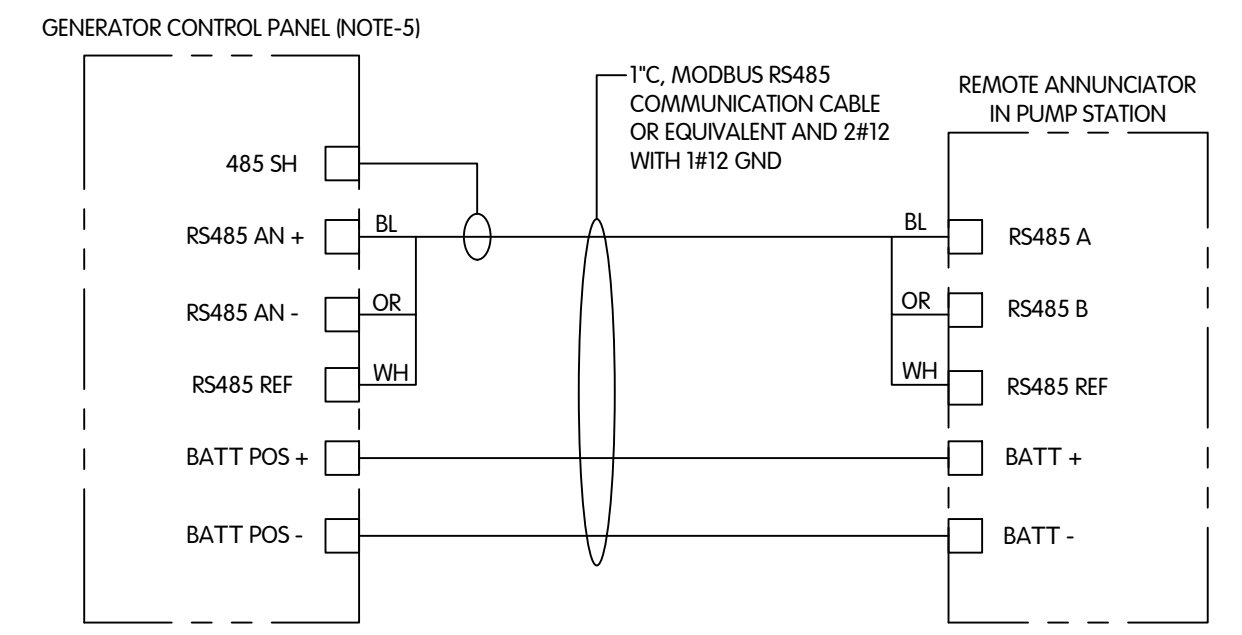 GENERATOR CONTROL PANEL (NOTE-5)
1"C, MODBUS RS485
COMMUNICATION CABLE
OR EQUIVALENT AND 2#12
WITH 1#12 GND
REMOTE ANNUNCIATOR
IN PUMP STATION
485 SH
RS485 AN +
BL
BL
RS485 A
RS485 AN -
OR
OR
RS485 B
RS485 REF
WH
WH
RS485 REF
BATT POS +
BATT +
BATT POS -
BATT -